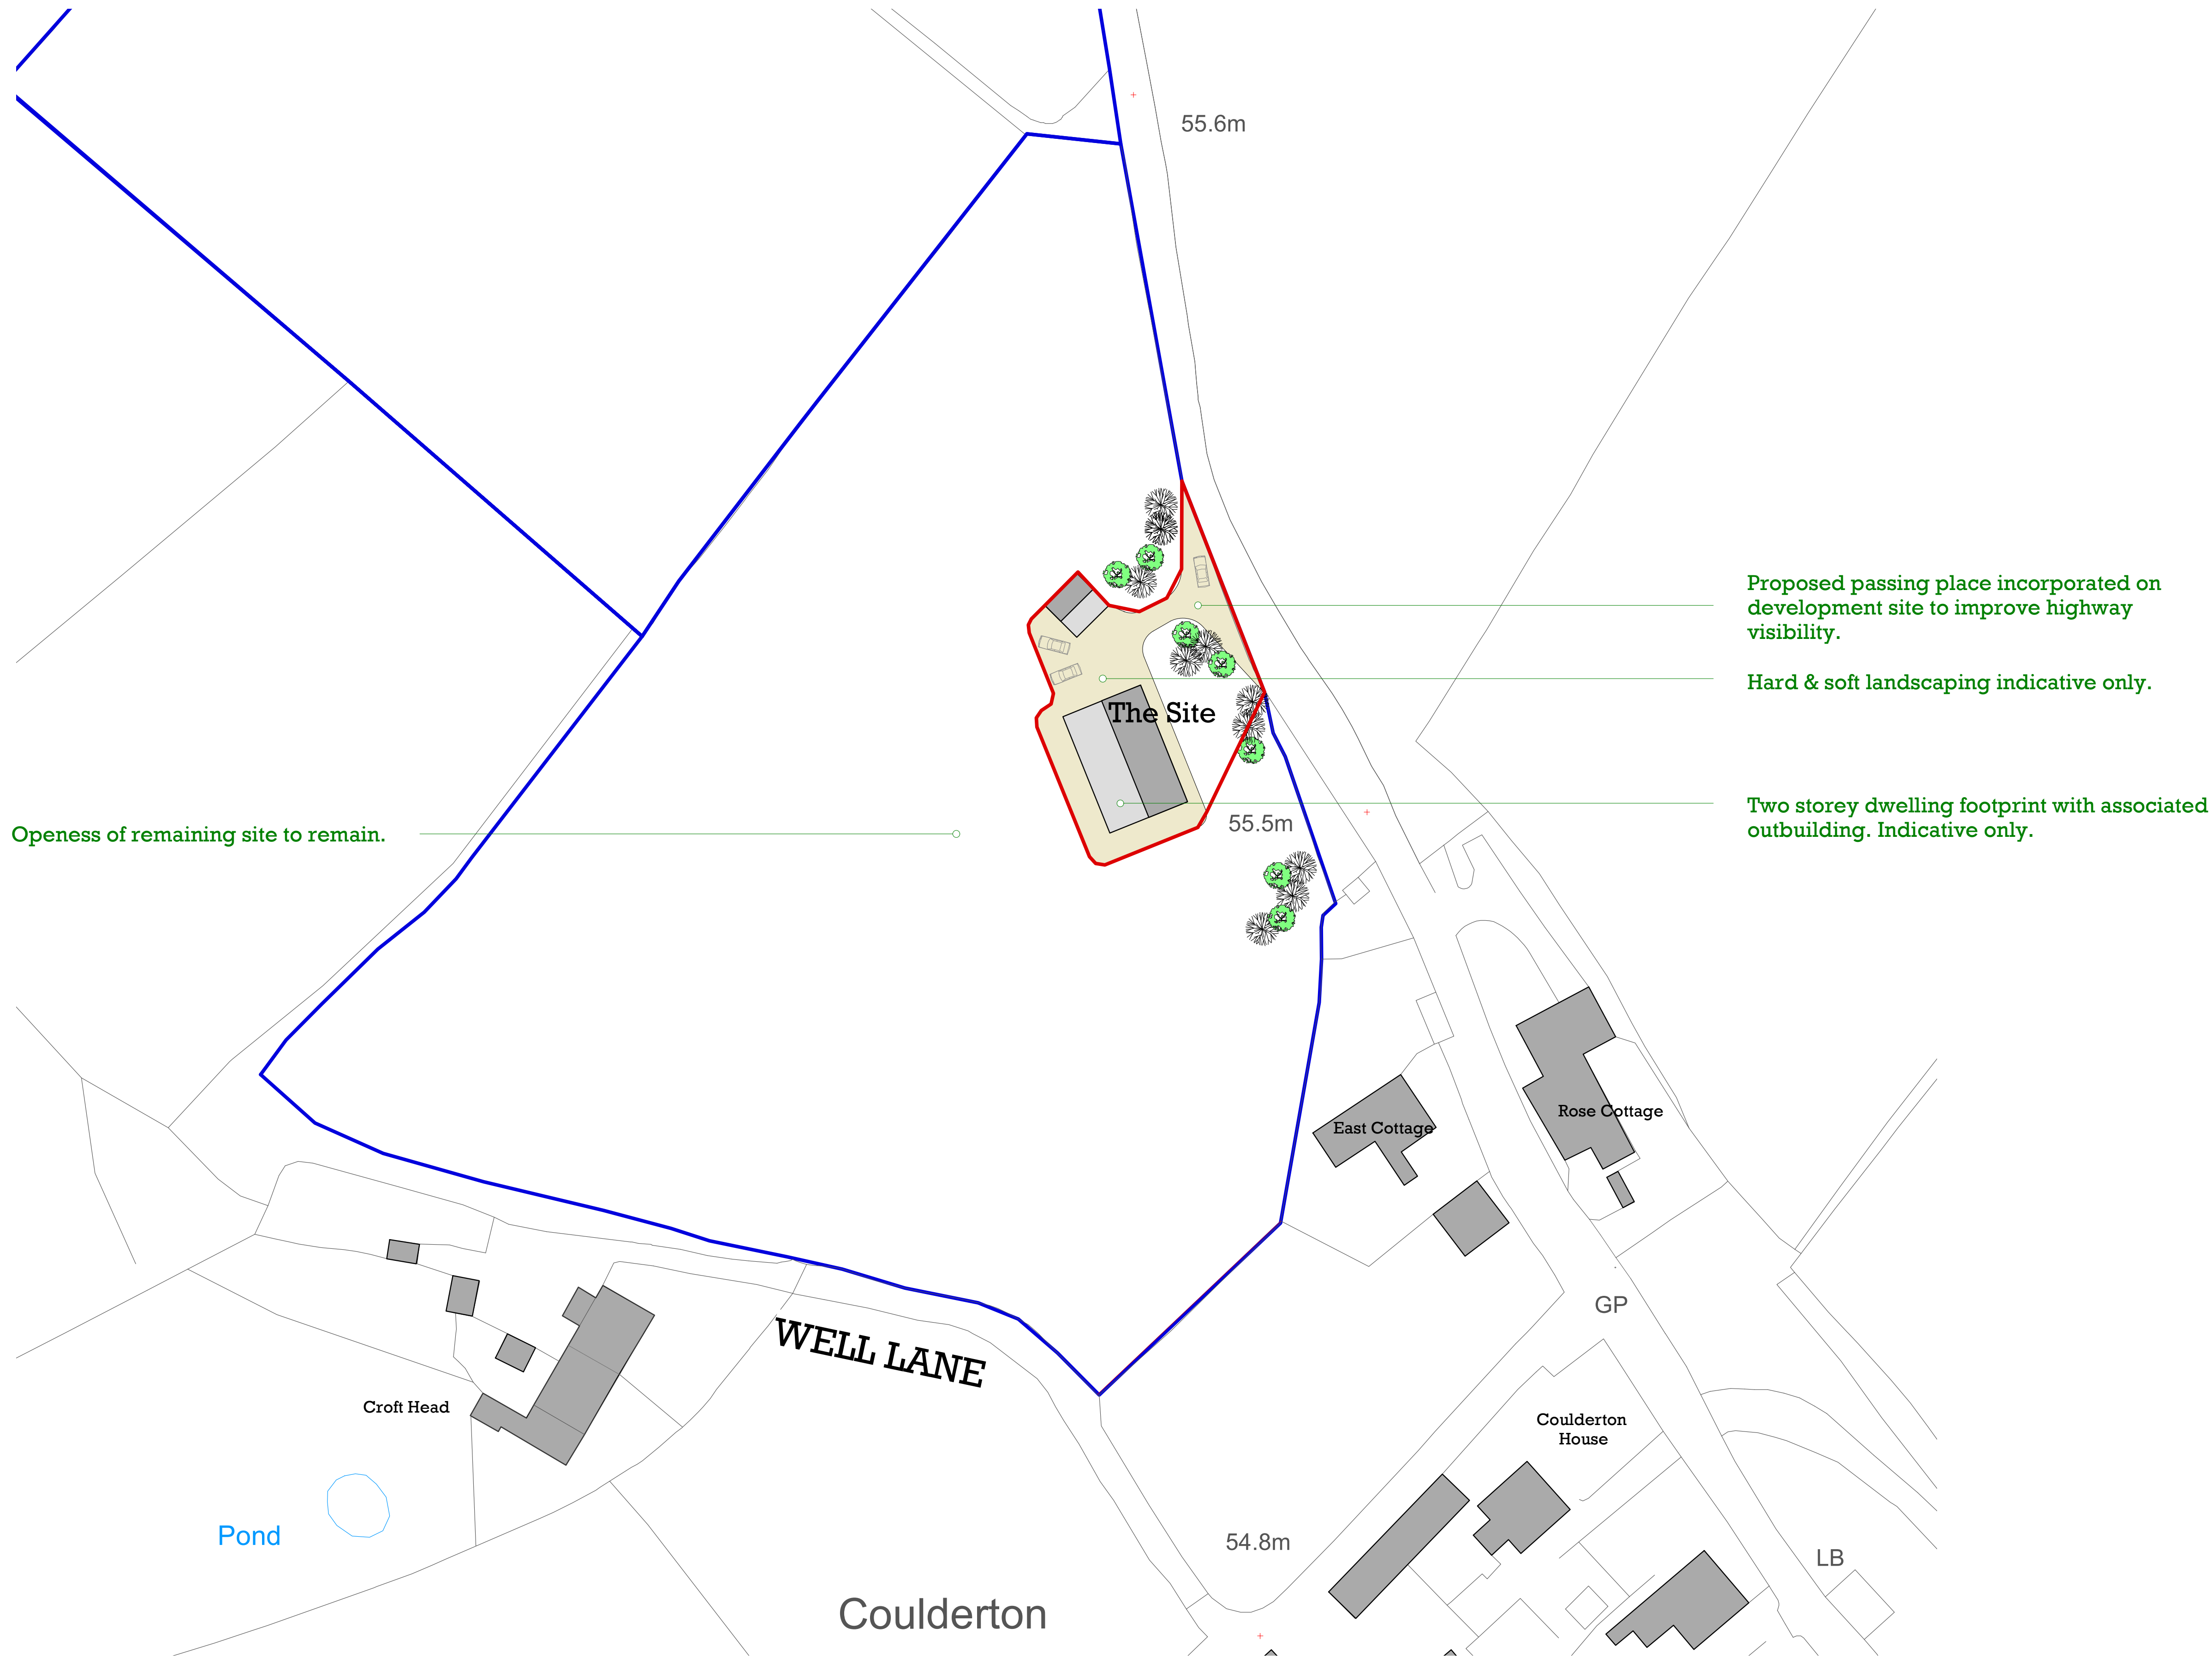 55.6m
Proposed passing place incorporated on
development site to improve highway
visibility.
Hard & soft landscaping indicative only.
The Site
Two storey dwelling footprint with associated
outbuilding. Indicative only.
55.5m
Openess of remaining site to remain.
Rose Cottage
East Cottage
GP
WELL LANE
Croft Head
Coulderton
House
Pond
54.8m
LB
Coulderton